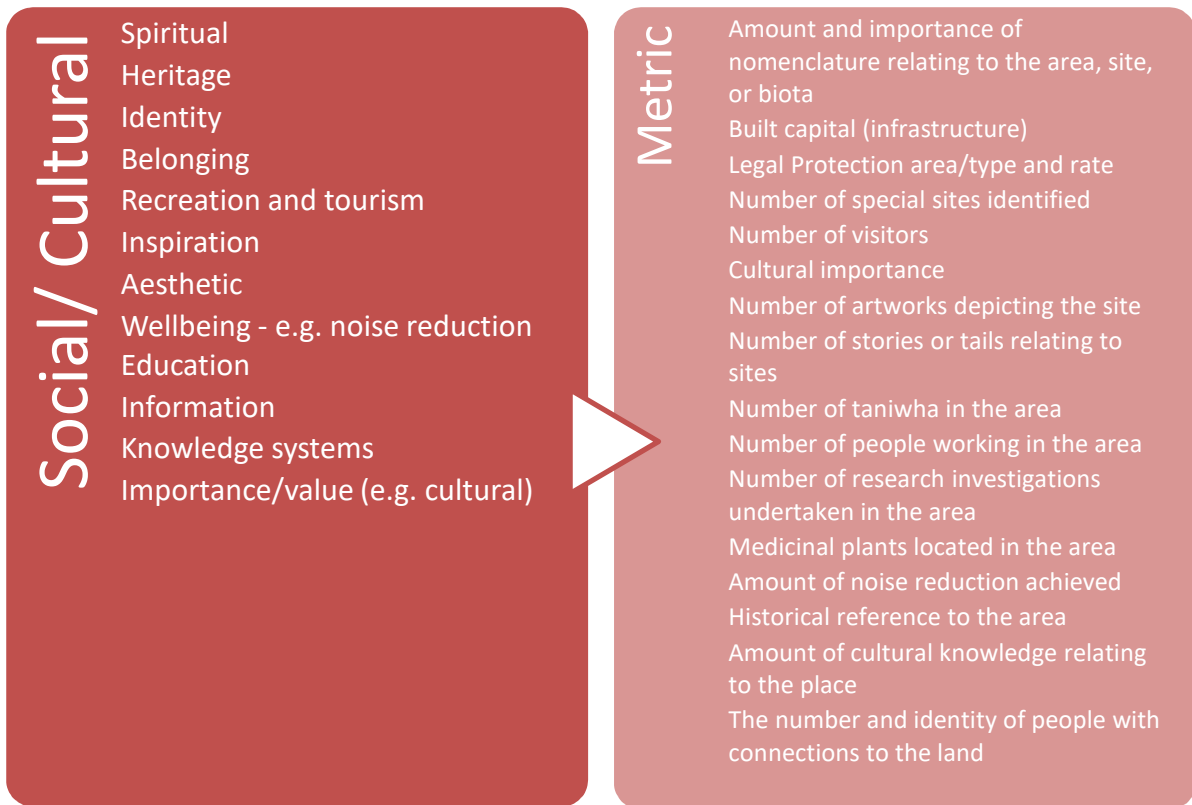 Social/ Cultural
Spiritual
Heritage
Identity
Belonging
Recreation and tourism
Inspiration
Aesthetic
Wellbeing - e.g. noise reduction
Education
Information
Knowledge systems
Importance/value (e.g. cultural)
Metric
Amount and importance of
nomenclature relating to the area, site,
or biota
Built capital (infrastructure)
Legal Protection area/type and rate
Number of special sites identified
Number of visitors
Cultural importance
Number of artworks depicting the site
Number of stories or tails relating to
sites
Number of taniwha in the area
Number of people working in the area
Number of research investigations
undertaken in the area
Medicinal plants located in the area
Amount of noise reduction achieved
Historical reference to the area
Amount of cultural knowledge relating
to the place
The number and identity of people with
connections to the land